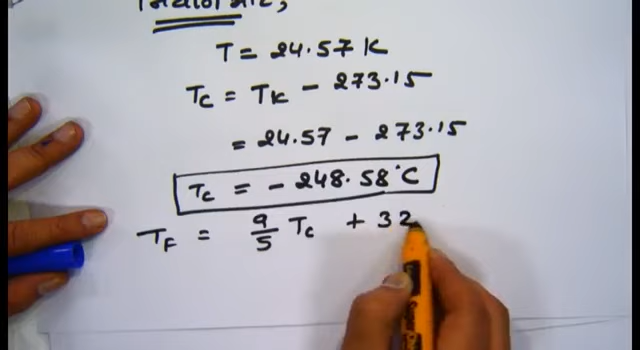 T = 24.57 K
Tc = TK - 273.15
= 24.57 - 273.15
Tc = - 248.58°C
TF = 9/5 Tc + 32